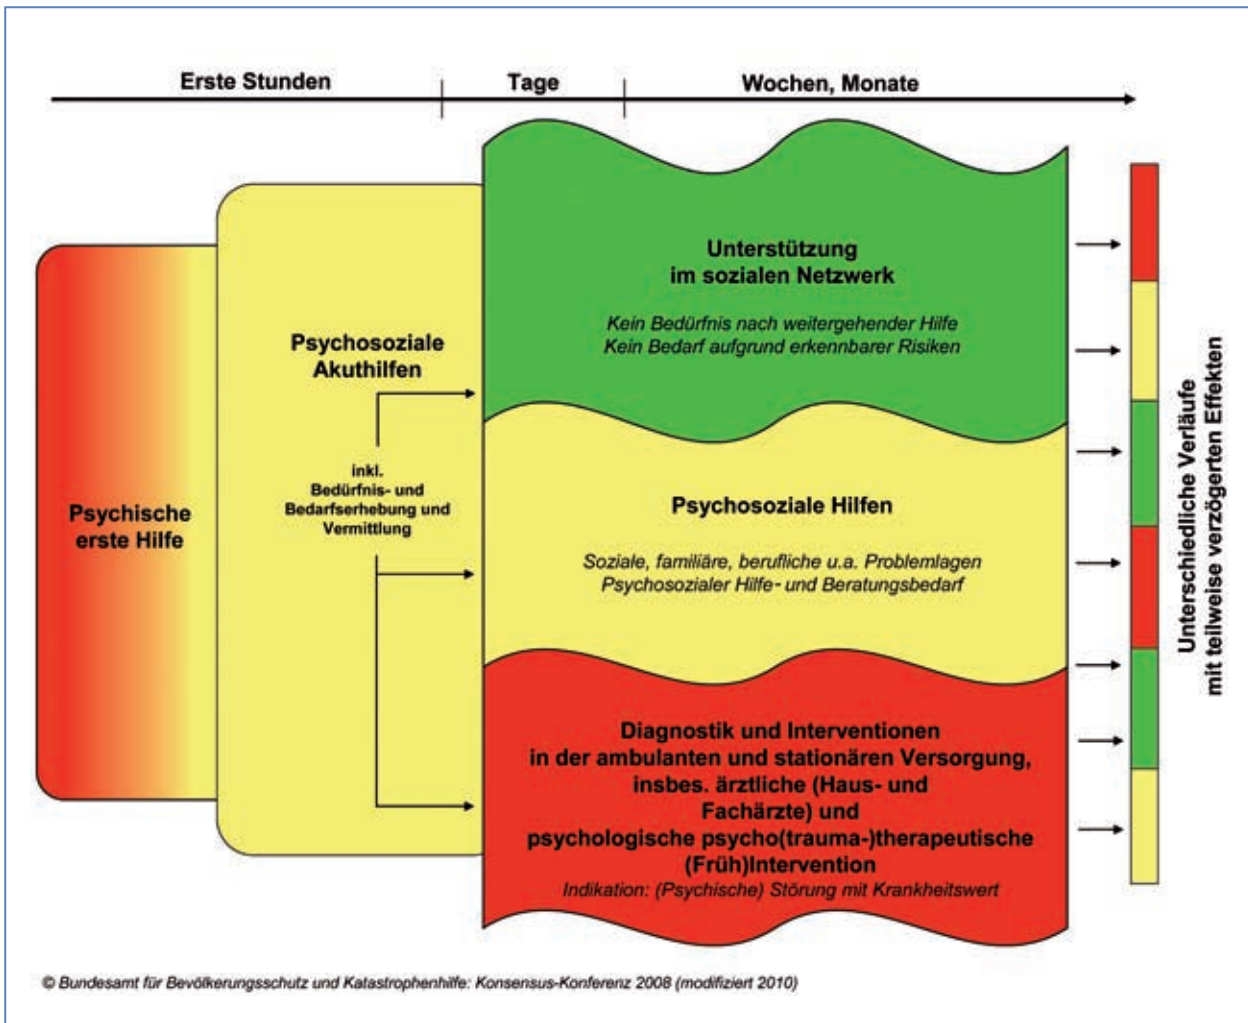 Erste Stunden
Tage
Wochen, Monate
Psychische
erste Hilfe
Psychosoziale
Akuthilfen
inkl.
Bedürfnis- und
Bedarfserhebung und
Vermittlung
Unterstützung
im sozialen Netzwerk
Kein Bedürfnis nach weitergehender Hilfe
Kein Bedarf aufgrund erkennbarer Risiken
Psychosoziale Hilfen
Soziale, familiäre, berufliche u.a. Problemlagen
Psychosozialer Hilfe- und Beratungsbedarf
Diagnostik und Interventionen
in der ambulanten und stationären Versorgung,
insbes. ärztliche (Haus- und
Fachärzte) und
psychologische psycho(trauma-)therapeutische
(Früh)Intervention
Indikation: (Psychische) Störung mit Krankheitswert
Unterschiedliche Verläufe
mit teilweise verzögerten Effekten
© Bundesamt für Bevölkerungsschutz und Katastrophenhilfe: Konsensus-Konferenz 2008 (modifiziert 2010)